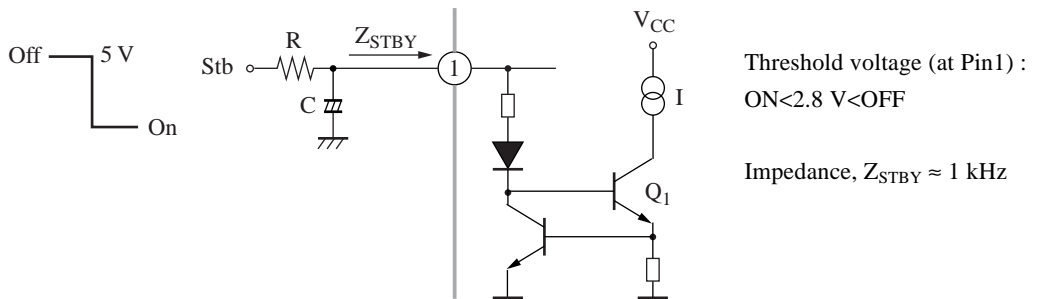 Off
5 V
On
Stb
R
C
Z_STBY
1
V_CC
I
Q_1
Threshold voltage (at Pin1) :
ON<2.8 V<OFF
Impedance, Z_STBY ≈ 1 kHz